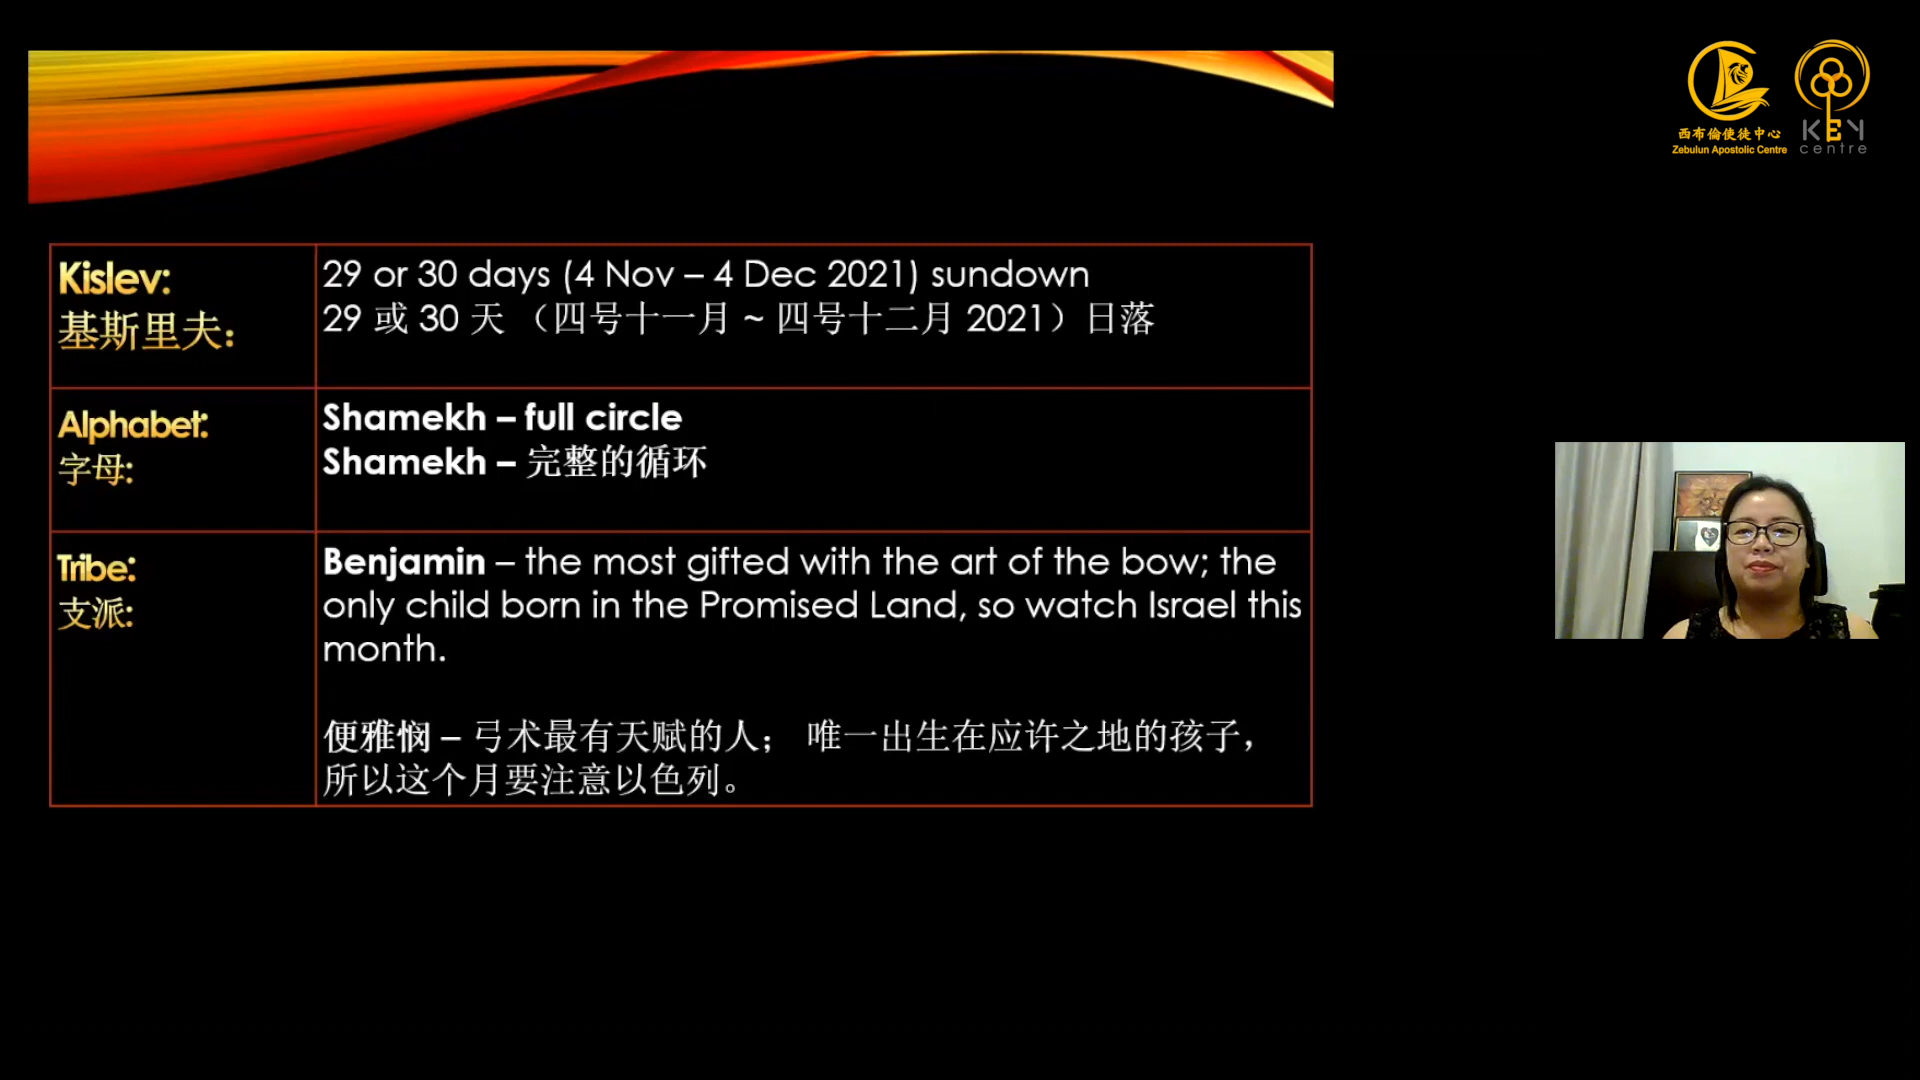 西布倫使徒中心
Zebulun Apostolic Centre
KEY
centre
Kislev:
基斯里夫：
29 or 30 days (4 Nov – 4 Dec 2021) sundown
29 或 30 天 （四号十一月 ~ 四号十二月 2021）日落
Alphabet:
字母:
Shamekh – full circle
Shamekh – 完整的循环
Tribe:
支派:
Benjamin – the most gifted with the art of the bow; the
only child born in the Promised Land, so watch Israel this
month.
便雅悯 – 弓术最有天赋的人； 唯一出生在应许之地的孩子，
所以这个月要注意以色列。